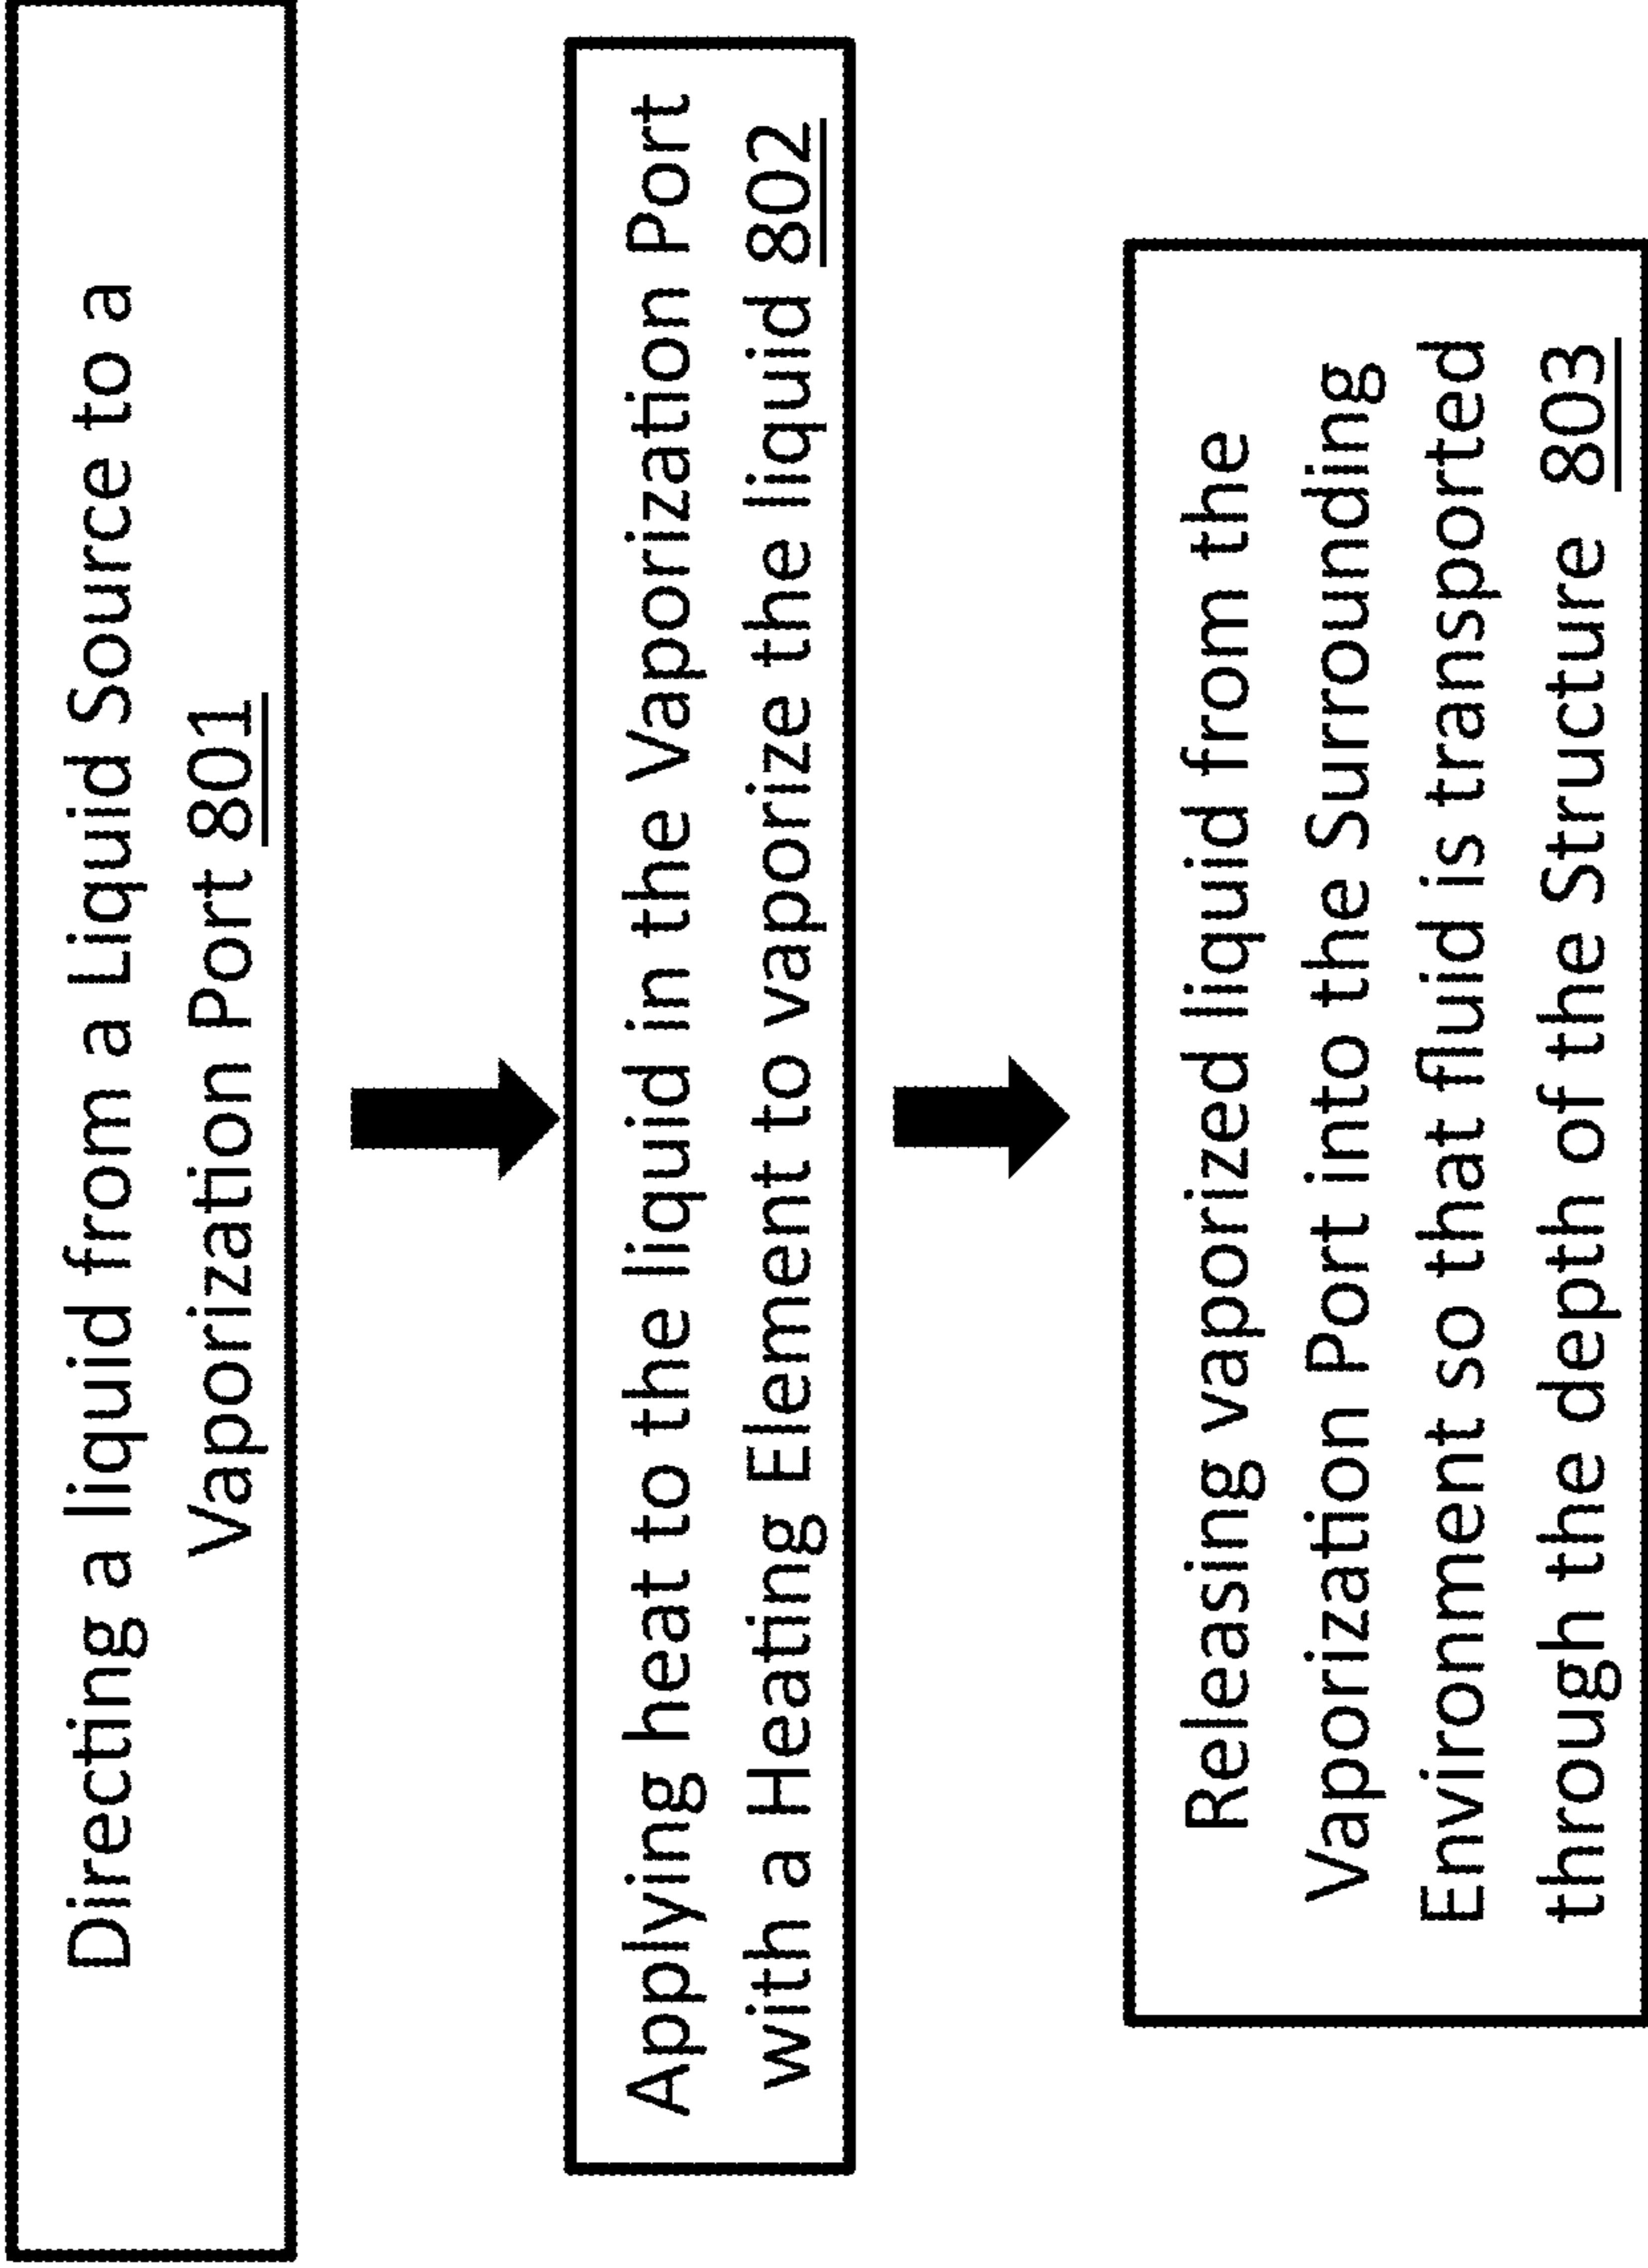 Directing a liquid from a Liquid Source to a
Vaporization Port 801
Applying heat to the liquid in the Vaporization Port
with a Heating Element to vaporize the liquid 802
Releasing vaporized liquid from the
Vaporization Port into the Surrounding
Environment so that fluid is transported
through the depth of the Structure 803